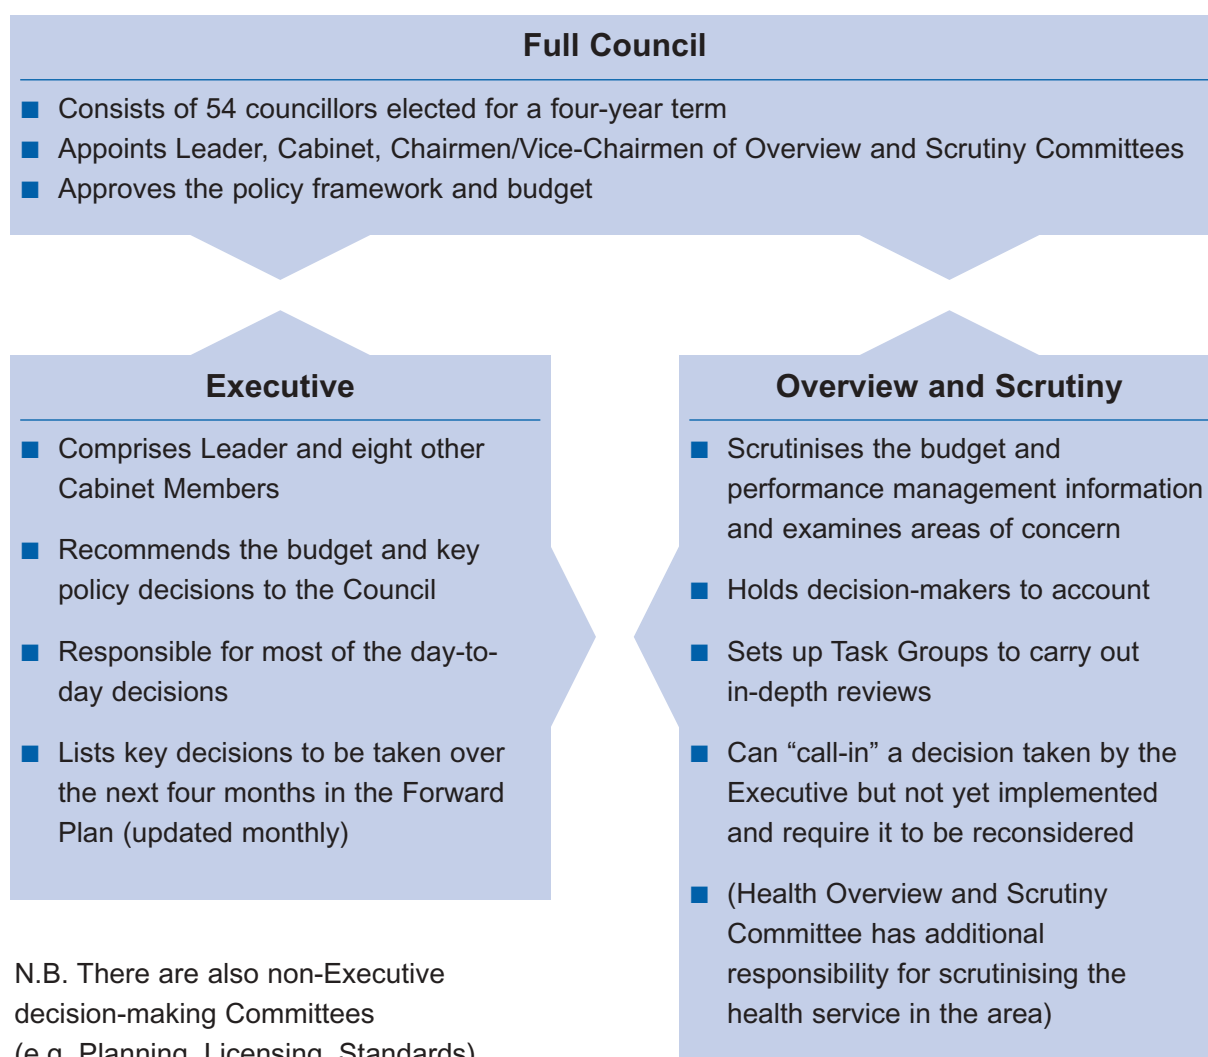 Full Council
■ Consists of 54 councillors elected for a four-year term
■ Appoints Leader, Cabinet, Chairmen/Vice-Chairmen of Overview and Scrutiny Committees
■ Approves the policy framework and budget
Executive
■ Comprises Leader and eight other
Cabinet Members
■ Recommends the budget and key
policy decisions to the Council
■ Responsible for most of the day-to-
day decisions
■ Lists key decisions to be taken over
the next four months in the Forward
Plan (updated monthly)
N.B. There are also non-Executive
decision-making Committees
(e.g. Planning, Licensing, Standards)
Overview and Scrutiny
■ Scrutinises the budget and
performance management information
and examines areas of concern
■ Holds decision-makers to account
■ Sets up Task Groups to carry out
in-depth reviews
■ Can “call-in” a decision taken by the
Executive but not yet implemented
and require it to be reconsidered
■ (Health Overview and Scrutiny
Committee has additional
responsibility for scrutinising the
health service in the area)